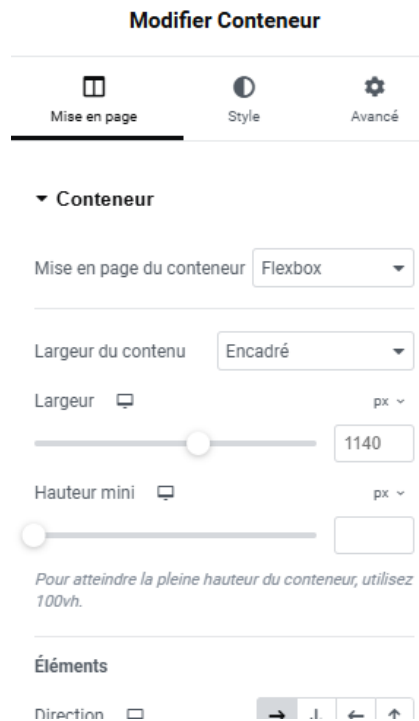 Modifier Conteneur
Mise en page Style Avancé
Conteneur
Mise en page du conteneur Flexbox
Largeur du contenu Encadré
Largeur px
1140
Hauteur mini px
Pour atteindre la pleine hauteur du conteneur, utilisez
100vh.
Éléments
Direction